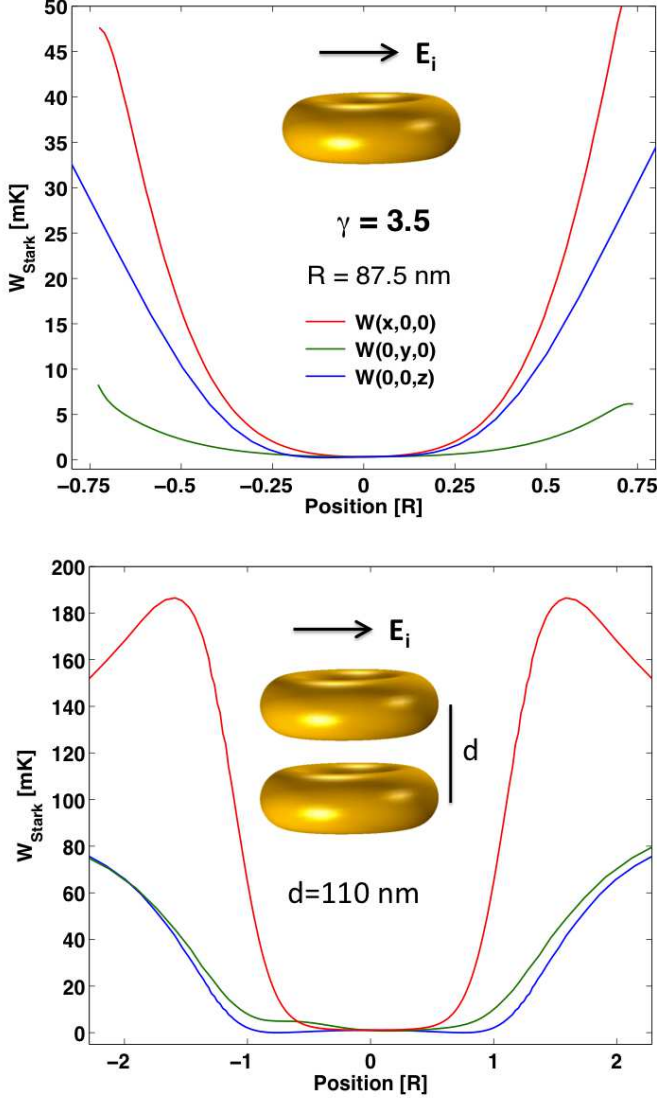 50
45
40
35
30
25
20
15
10
5
0
W_Stark [mK]
E_i
γ = 3.5
R = 87.5 nm
W(x,0,0)
W(0,y,0)
W(0,0,z)
−0.75 −0.5 −0.25 0 0.25 0.5 0.75
Position [R]
200
180
160
140
120
100
80
60
40
20
0
W_Stark [mK]
E_i
d
d=110 nm
−2 −1 0 1 2
Position [R]